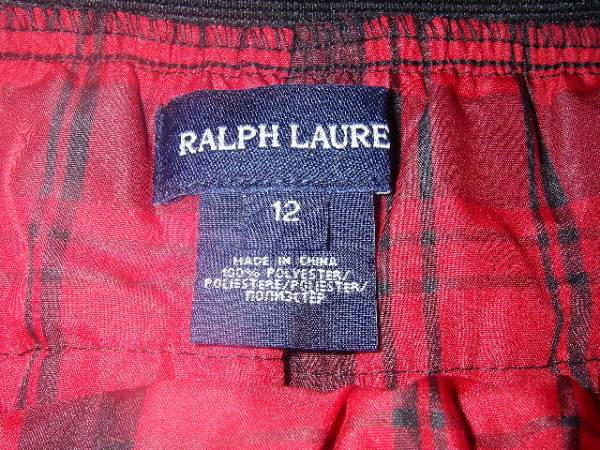 RALPH LAURE
12
MADE IN CHINA
100% POLYESTER/
POLIESTERE/POLIESTER/
ПОЛИЭСТЕР